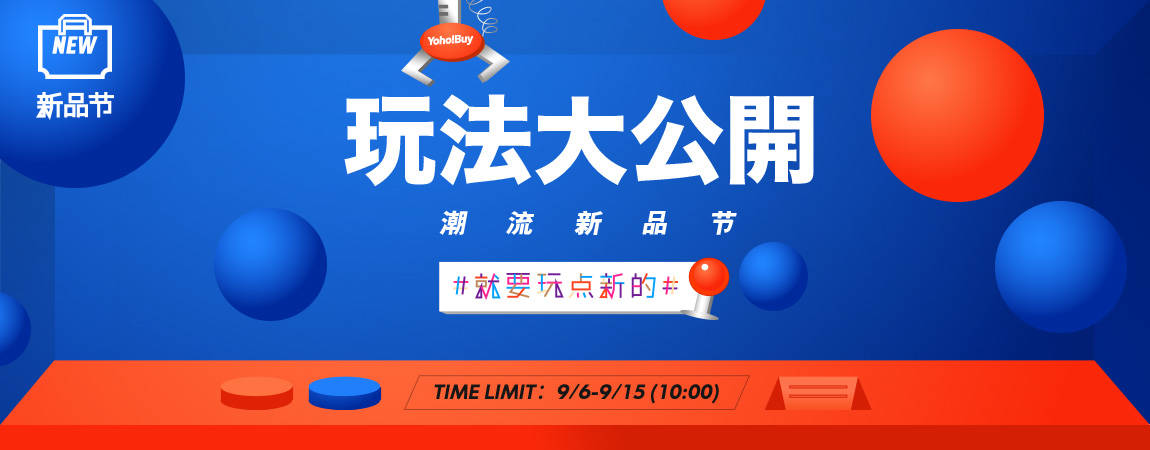 NEW
新品节
Yoho!Buy
玩法大公開
潮流新品节
#就要玩点新的#
TIME LIMIT：9/6-9/15 (10:00)